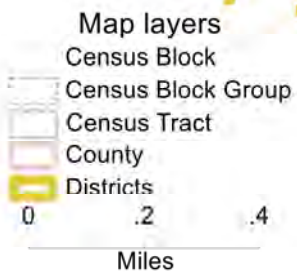 Map layers
Census Block
Census Block Group
Census Tract
County
Districts
0 .2 .4
Miles